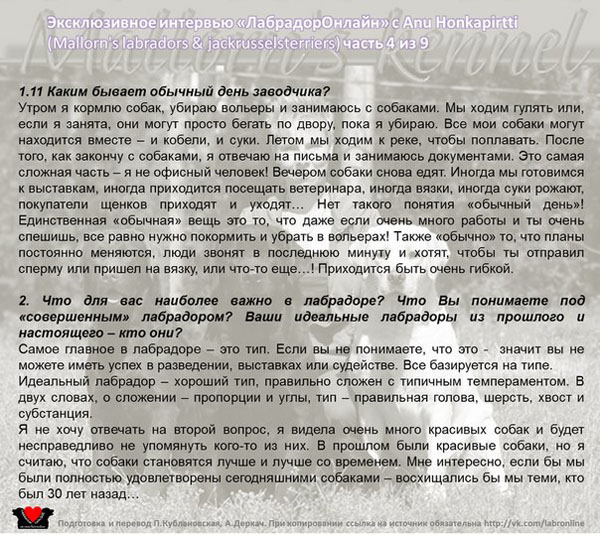 Эксклюзивное интервью «ЛабрадорОнлайн» с Anu Honkapirtti
(Mallorn's labradors & jackrusselsterriers) часть 4 из 9
Mallorn's kennel
1.11 Каким бывает обычный день заводчика?
Утром я кормлю собак, убираю вольеры и занимаюсь с собаками. Мы ходим гулять или,
если я занята, они могут просто бегать по двору, пока я убираю. Все мои собаки могут
находится вместе – и кобели, и суки. Летом мы ходим к реке, чтобы поплавать. После
того, как закончу с собаками, я отвечаю на письма и занимаюсь документами. Это самая
сложная часть – я не офисный человек! Вечером собаки снова едят. Иногда мы готовимся
к выставкам, иногда приходится посещать ветеринара, иногда вязки, иногда суки рожают,
покупатели щенков приходят и уходят… Нет такого понятия «обычный день»!
Единственная «обычная» вещь это то, что даже если очень много работы и ты очень
спешишь, все равно нужно покормить и убрать в вольерах! Также «обычно» то, что планы
постоянно меняются, люди звонят в последнюю минуту и хотят, чтобы ты отправил
сперму или пришел на вязку, или что-то еще…! Приходится быть очень гибкой.
2. Что для вас наиболее важно в лабрадоре? Что Вы понимаете под
«совершенным» лабрадором? Ваши идеальные лабрадоры из прошлого и
настоящего – кто они?
Самое главное в лабрадоре – это тип. Если вы не понимаете, что это - значит вы не
можете иметь успех в разведении, выставках или судействе. Все базируется на типе.
Идеальный лабрадор – хороший тип, правильно сложен с типичным темпераментом. В
двух словах, о сложении – пропорции и углы, тип – правильная голова, шерсть, хвост и
субстанция.
Я не хочу отвечать на второй вопрос, я видела очень много красивых собак и будет
несправедливо не упомянуть кого-то из них. В прошлом были красивые собаки, но я
считаю, что собаки становятся лучше и лучше со временем. Мне интересно, если бы мы
были полностью удовлетворены сегодняшними собаками – восхищались бы мы теми, кто
был 30 лет назад…
Подготовка и перевод П.Кублановская, А.Деркач. При копировании ссылка на источник обязательна http://vk.com/labronline